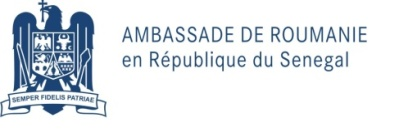 AMBASSADE DE ROUMANIE
en République du Senegal
SEMPER FIDELIS PATRIAE